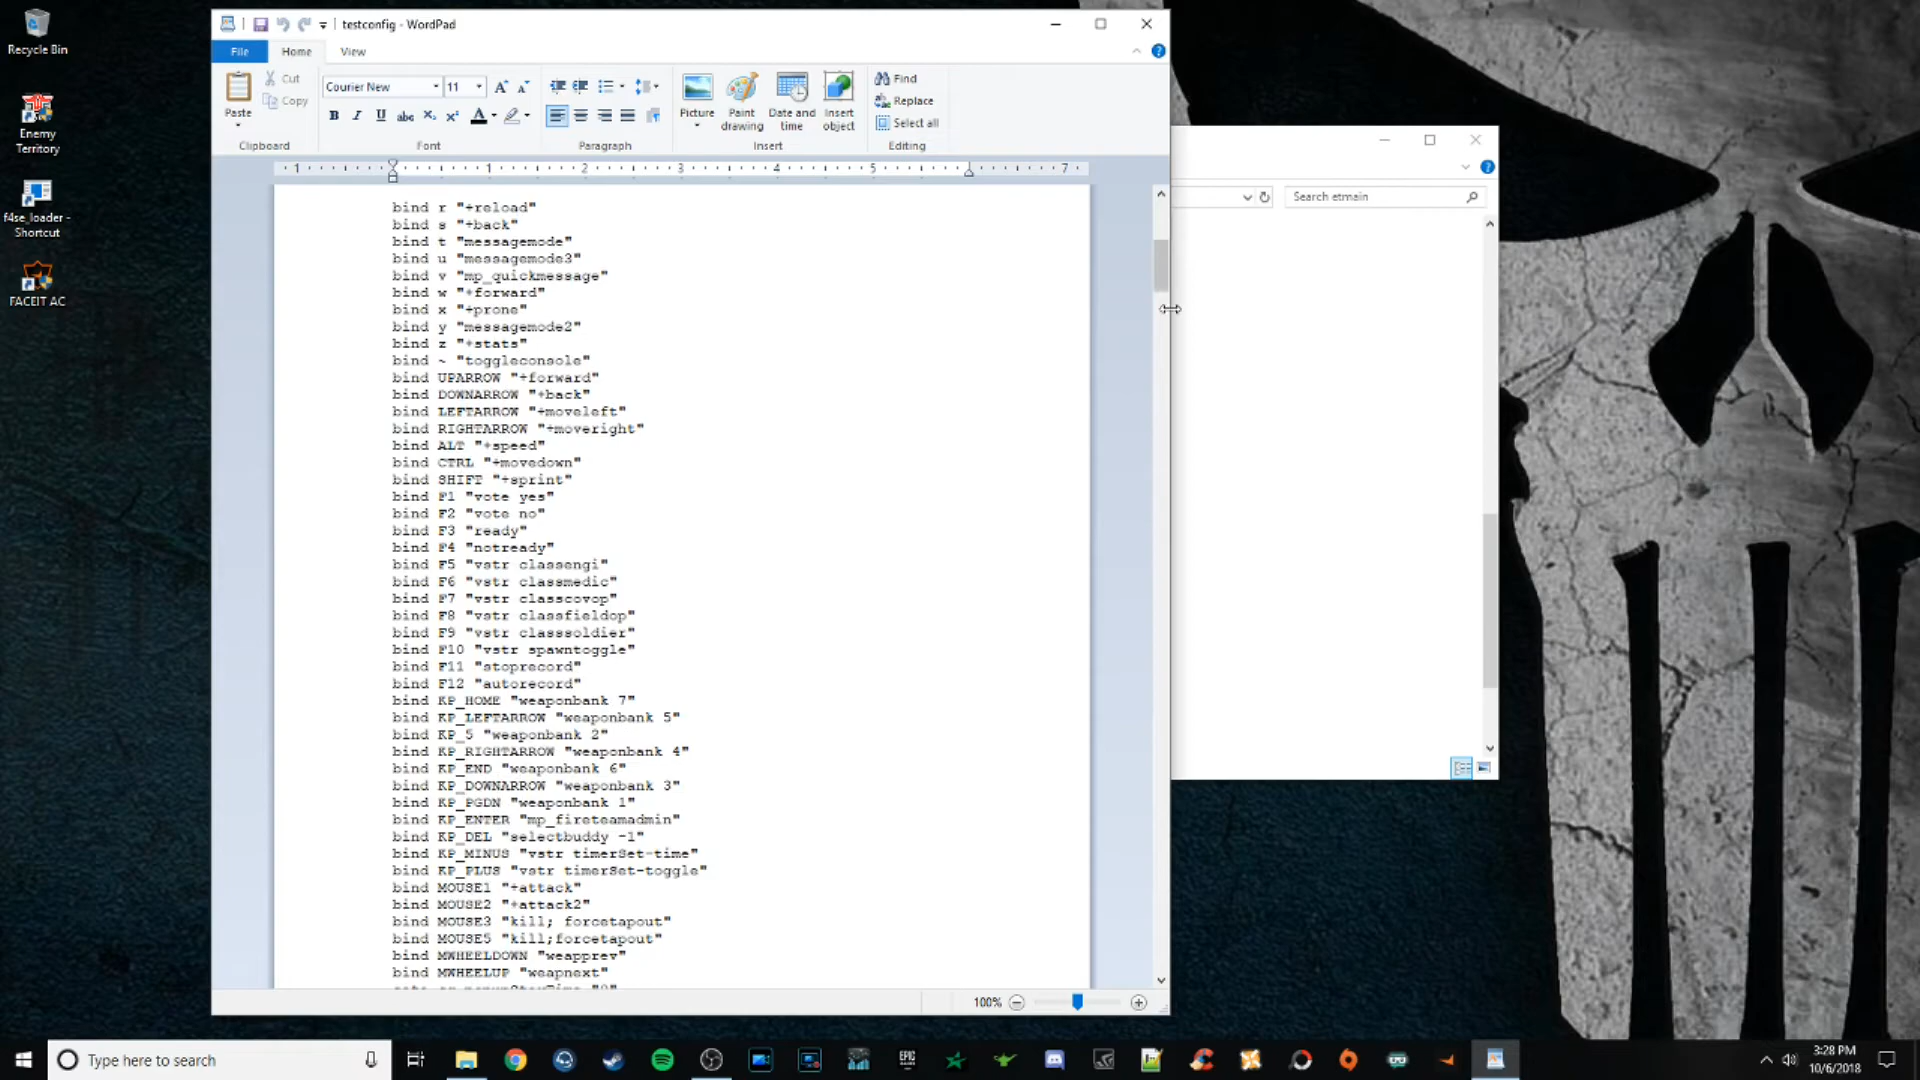 Recycle Bin
Enemy
Territory
f4se_loader -
Shortcut
FACEIT AC
testconfig - WordPad
File
Home
View
Paste
Cut
Copy
Clipboard
Courier New
11
Font
Paragraph
Picture
Paint
drawing
Date and
time
Insert
object
Insert
Find
Replace
Select all
Editing
1
1
2
3
4
5
7
bind r "+reload"
bind s "+back"
bind t "messagemode"
bind u "messagemode3"
bind v "mp_quickmessage"
bind w "+forward"
bind x "+prone"
bind y "messagemode2"
bind z "+stats"
bind ~ "toggleconsole"
bind UPARROW "+forward"
bind DOWNARROW "+back"
bind LEFTARROW "+moveleft"
bind RIGHTARROW "+moveright"
bind ALT "+speed"
bind CTRL "+movedown"
bind SHIFT "+sprint"
bind F1 "vote yes"
bind F2 "vote no"
bind F3 "ready"
bind F4 "notready"
bind F5 "vstr classengi"
bind F6 "vstr classmedic"
bind F7 "vstr classcovop"
bind F8 "vstr classfieldop"
bind F9 "vstr classsoldier"
bind F10 "vstr spawntoggle"
bind F11 "stoprecord"
bind F12 "autorecord"
bind KP_HOME "weaponbank 7"
bind KP_LEFTARROW "weaponbank 5"
bind KP_5 "weaponbank 2"
bind KP_RIGHTARROW "weaponbank 4"
bind KP_END "weaponbank 6"
bind KP_DOWNARROW "weaponbank 3"
bind KP_PGDN "weaponbank 1"
bind KP_ENTER "mp_fireteamadmin"
bind KP_DEL "selectbuddy -1"
bind KP_MINUS "vstr timerSet-time"
bind KP_PLUS "vstr timerSet-toggle"
bind MOUSE1 "+attack"
bind MOUSE2 "+attack2"
bind MOUSE3 "kill; forcetapout"
bind MOUSE5 "kill;forcetapout"
bind MWHEELDOWN "weapprev"
bind MWHEELUP "weapnext"
100%
Search etmain
Type here to search
EPIC
3:28 PM
10/6/2018